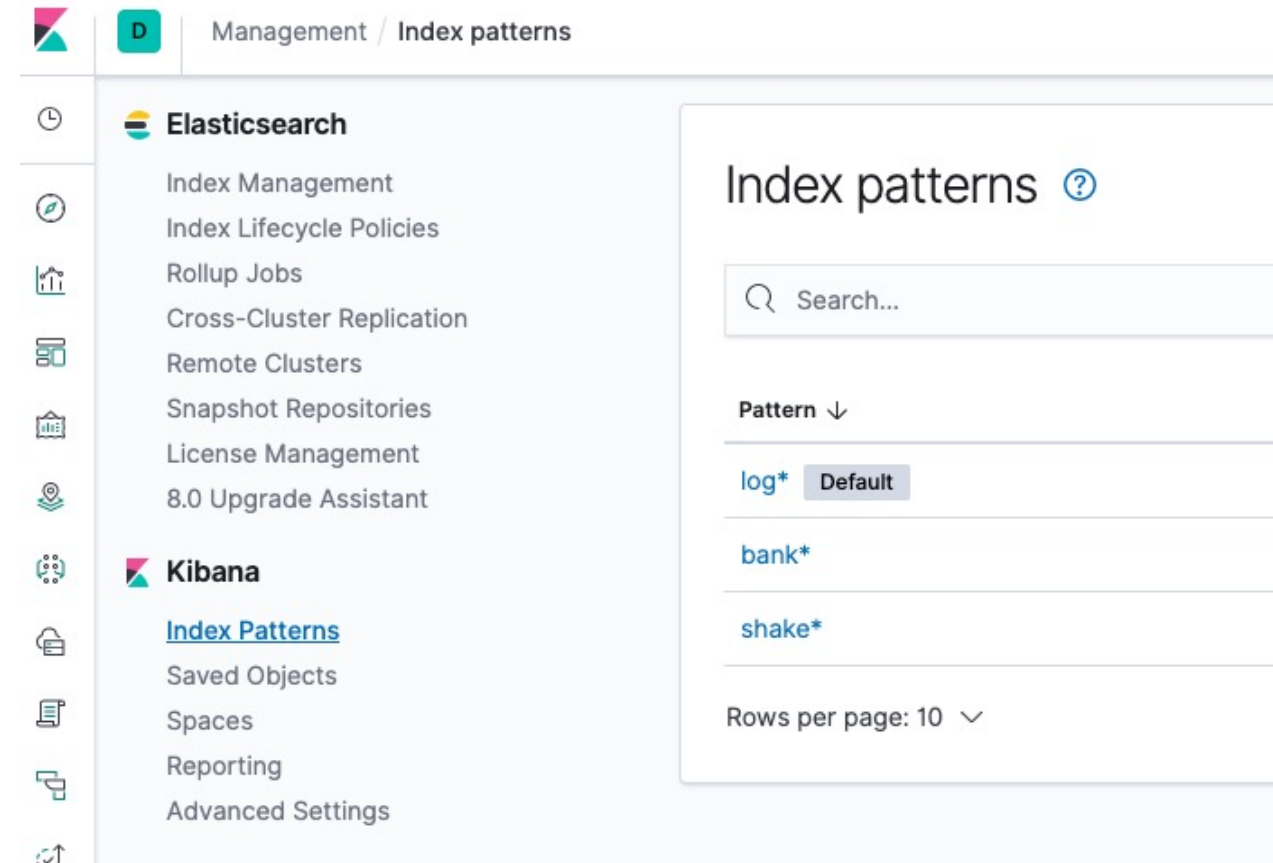 D Management / Index patterns
Elasticsearch
Index Management
Index Lifecycle Policies
Rollup Jobs
Cross-Cluster Replication
Remote Clusters
Snapshot Repositories
License Management
8.0 Upgrade Assistant
Kibana
Index Patterns
Saved Objects
Spaces
Reporting
Advanced Settings
Index patterns ?
Search...
Pattern ↓
log* Default
bank*
shake*
Rows per page: 10